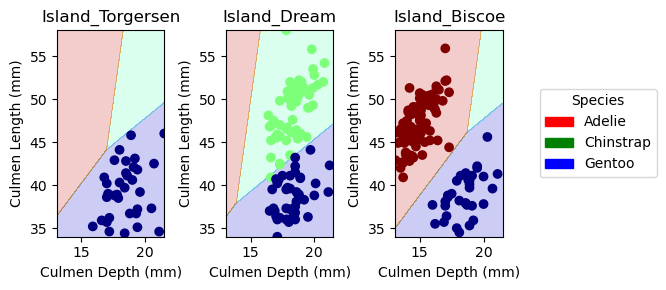 Island_Torgersen Island_Dream Island_Biscoe
55 55 55
50 50 50
45 45 45
40 40 40
35 35 35
15 20 15 20 15 20
Culmen Length (mm) Culmen Length (mm) Culmen Length (mm)
Culmen Depth (mm) Culmen Depth (mm) Culmen Depth (mm)
Species
Adelie
Chinstrap
Gentoo